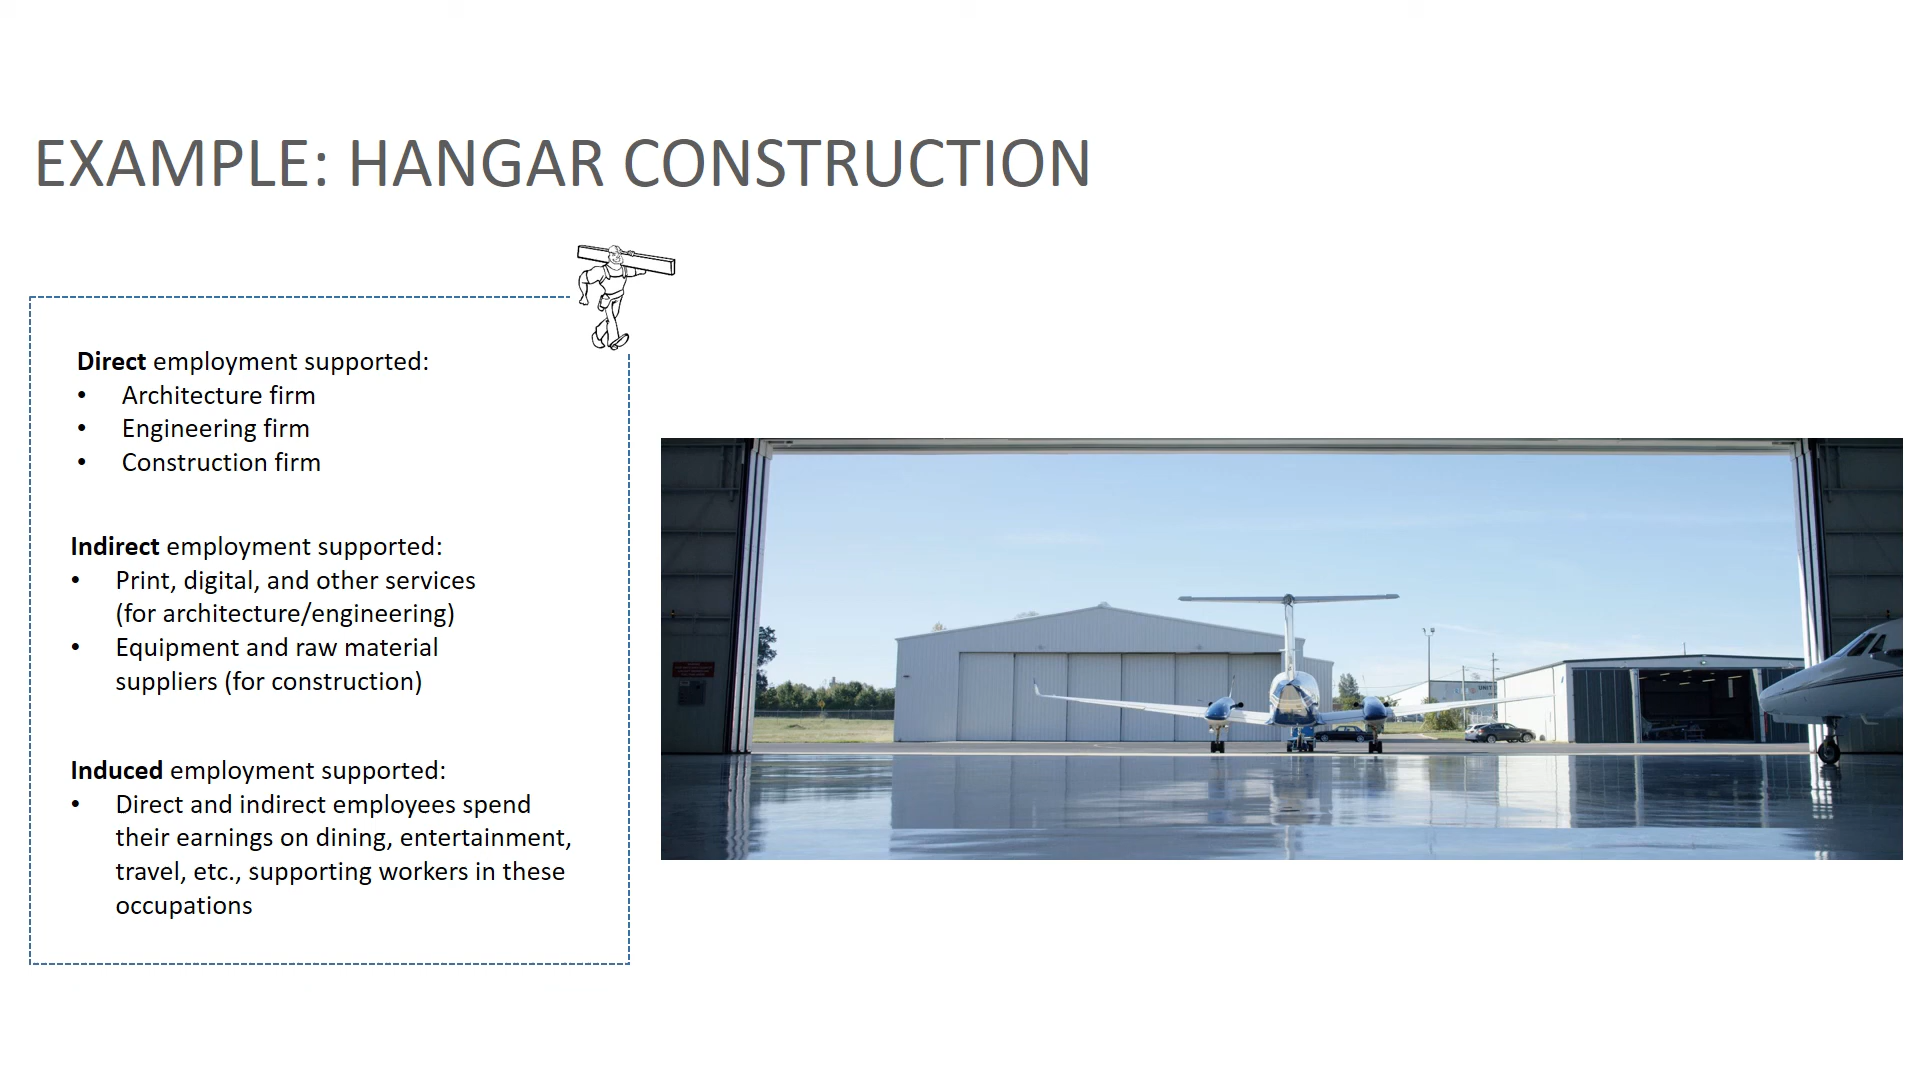 EXAMPLE: HANGAR CONSTRUCTION
Direct employment supported:
• Architecture firm
• Engineering firm
• Construction firm
Indirect employment supported:
• Print, digital, and other services
(for architecture/engineering)
• Equipment and raw material
suppliers (for construction)
Induced employment supported:
• Direct and indirect employees spend
their earnings on dining, entertainment,
travel, etc., supporting workers in these
occupations